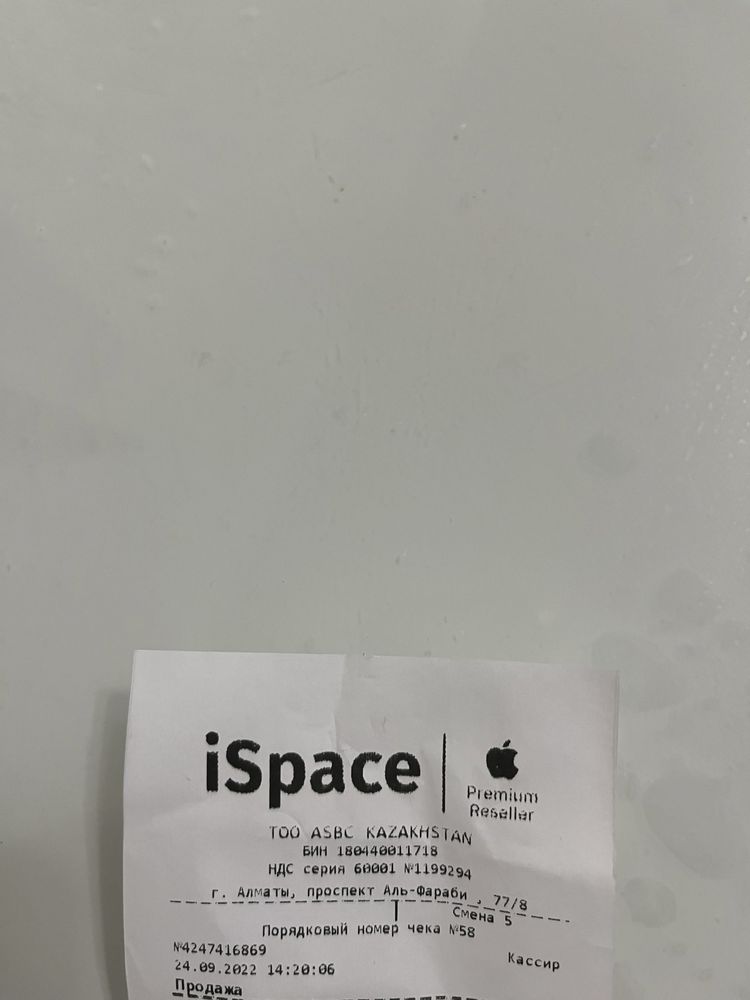 iSpace
Premium
Reseller
ТОО ASBC KAZAKHSTAN
БИН 180440011718
НДС серия 60001 №1199294
г. Алматы, проспект Аль-Фараби , 77/8
Смена 5
Порядковый номер чека №58
№4247416869
Кассир
24.09.2022 14:20:06
Продажа